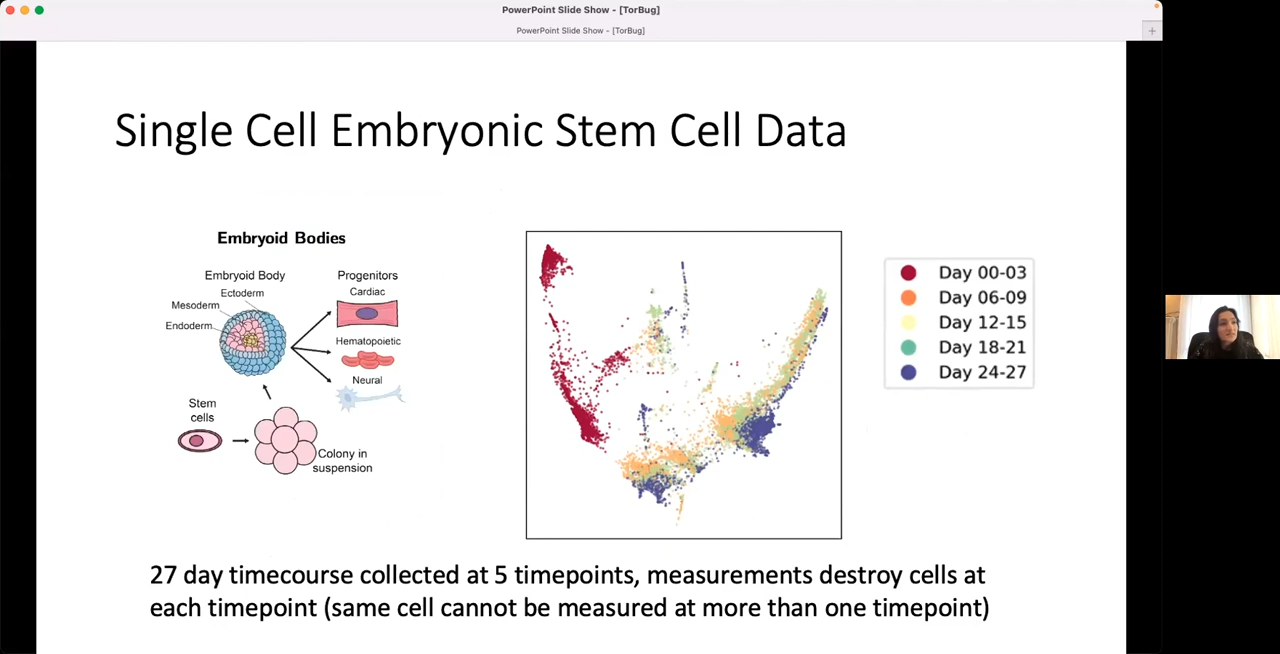 PowerPoint Slide Show - [TorBug]
PowerPoint Slide Show - [TorBug]
+
Single Cell Embryonic Stem Cell Data
Embryoid Bodies
Embryoid Body
Progenitors
Ectoderm
Cardiac
Mesoderm
Endoderm
Hematopoietic
Neural
Stem
cells
Colony in
suspension
Day 00-03
Day 06-09
Day 12-15
Day 18-21
Day 24-27
27 day timecourse collected at 5 timepoints, measurements destroy cells at
each timepoint (same cell cannot be measured at more than one timepoint)